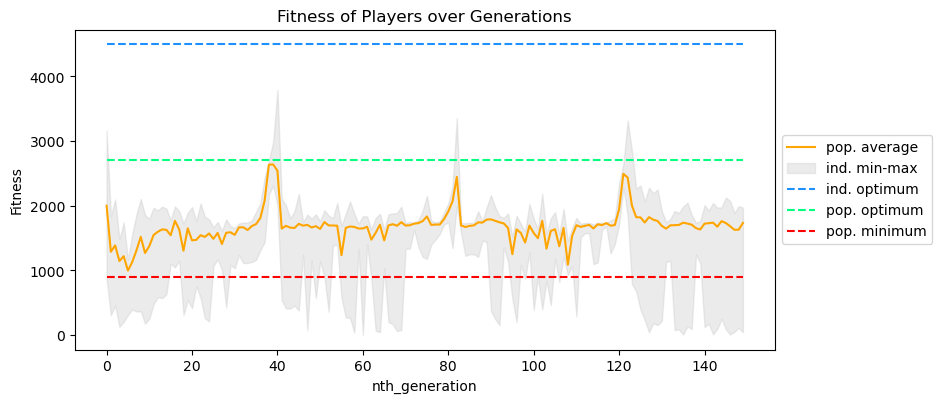 Fitness of Players over Generations
Fitness
4000
3000
2000
1000
0
0 20 40 60 80 100 120 140
nth_generation
pop. average
ind. min-max
ind. optimum
pop. optimum
pop. minimum